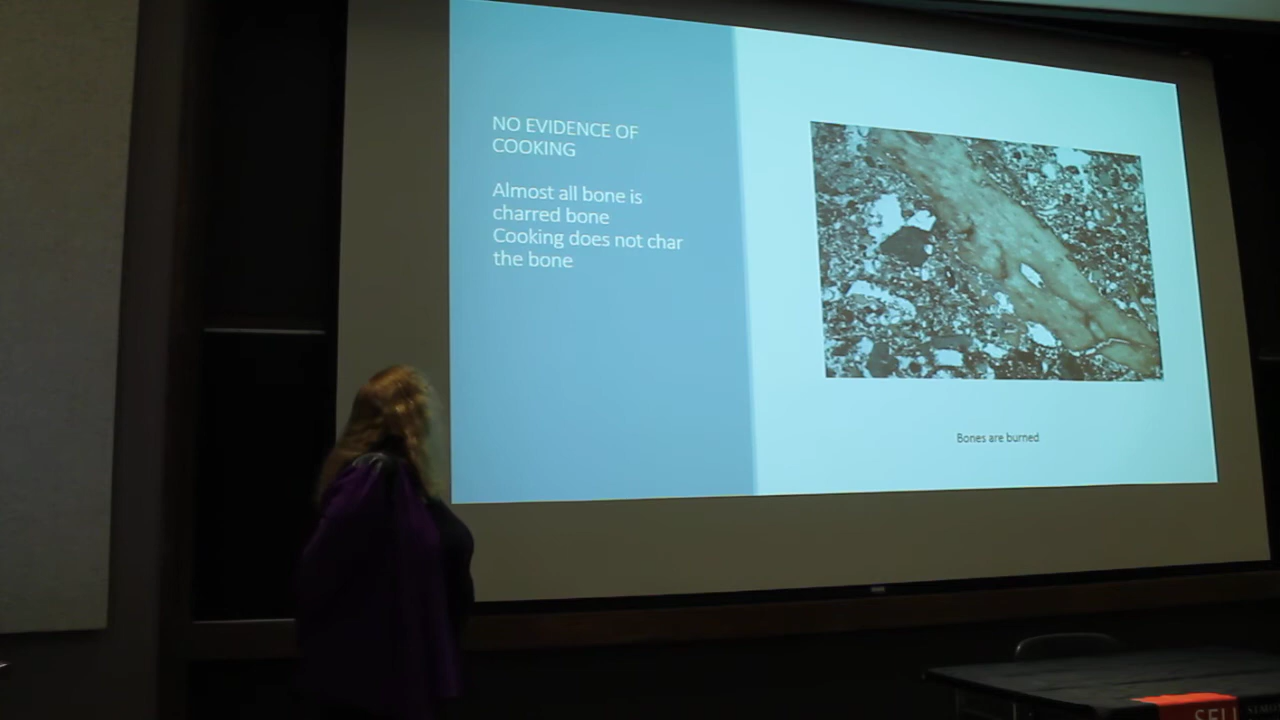 NO EVIDENCE OF
COOKING
Almost all bone is
charred bone
Cooking does not char
the bone
Bones are burned